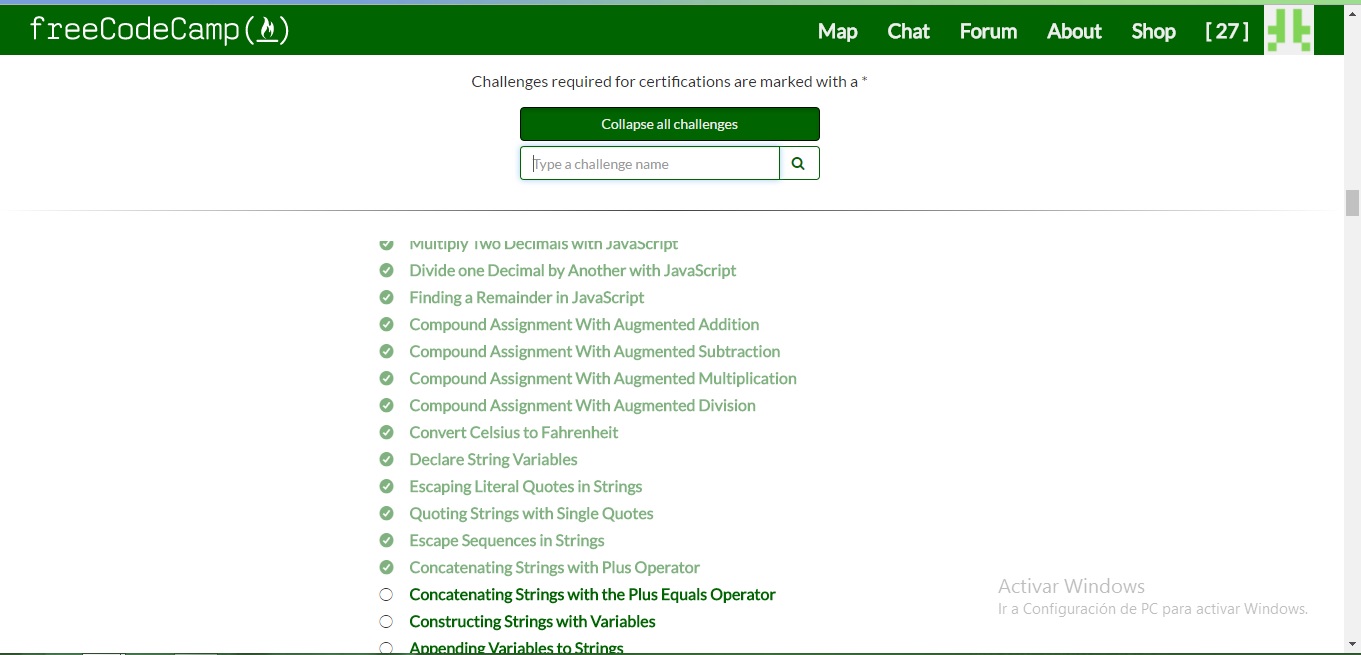 freeCodeCamp(🔥)
Map Chat Forum About Shop [ 27 ]
Challenges required for certifications are marked with a *
Collapse all challenges
Type a challenge name
Multiply Two Decimals with JavaScript
Divide one Decimal by Another with JavaScript
Finding a Remainder in JavaScript
Compound Assignment With Augmented Addition
Compound Assignment With Augmented Subtraction
Compound Assignment With Augmented Multiplication
Compound Assignment With Augmented Division
Convert Celsius to Fahrenheit
Declare String Variables
Escaping Literal Quotes in Strings
Quoting Strings with Single Quotes
Escape Sequences in Strings
Concatenating Strings with Plus Operator
Concatenating Strings with the Plus Equals Operator
Constructing Strings with Variables
Appending Variables to Strings
Activar Windows
Ir a Configuración de PC para activar Windows.